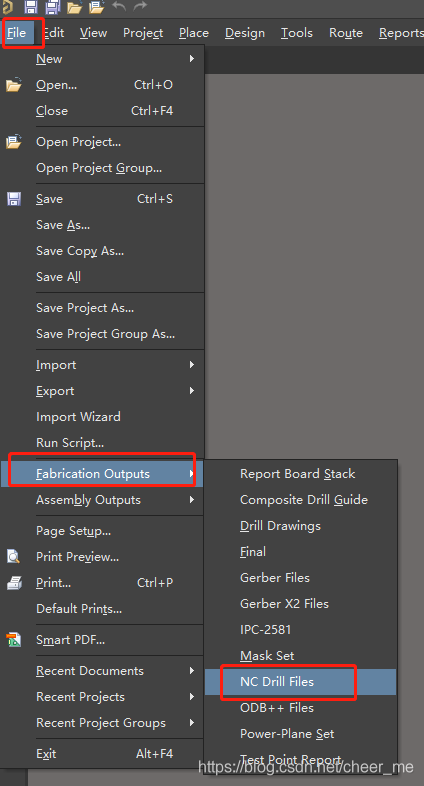 File Edit View Project Place Design Tools Route Reports
New
Open... Ctrl+O
Close Ctrl+F4
Open Project...
Open Project Group...
Save Ctrl+S
Save As...
Save Copy As...
Save All
Save Project As...
Save Project Group As...
Import
Export
Import Wizard
Run Script...
Fabrication Outputs
Assembly Outputs
Page Setup...
Print Preview...
Print... Ctrl+P
Default Prints...
Smart PDF...
Recent Documents
Recent Projects
Recent Project Groups
Exit Alt+F4
Report Board Stack
Composite Drill Guide
Drill Drawings
Final
Gerber Files
Gerber X2 Files
IPC-2581
Mask Set
NC Drill Files
ODB++ Files
Power-Plane Set
Test Point Report
https://blog.csdn.net/cheer_me